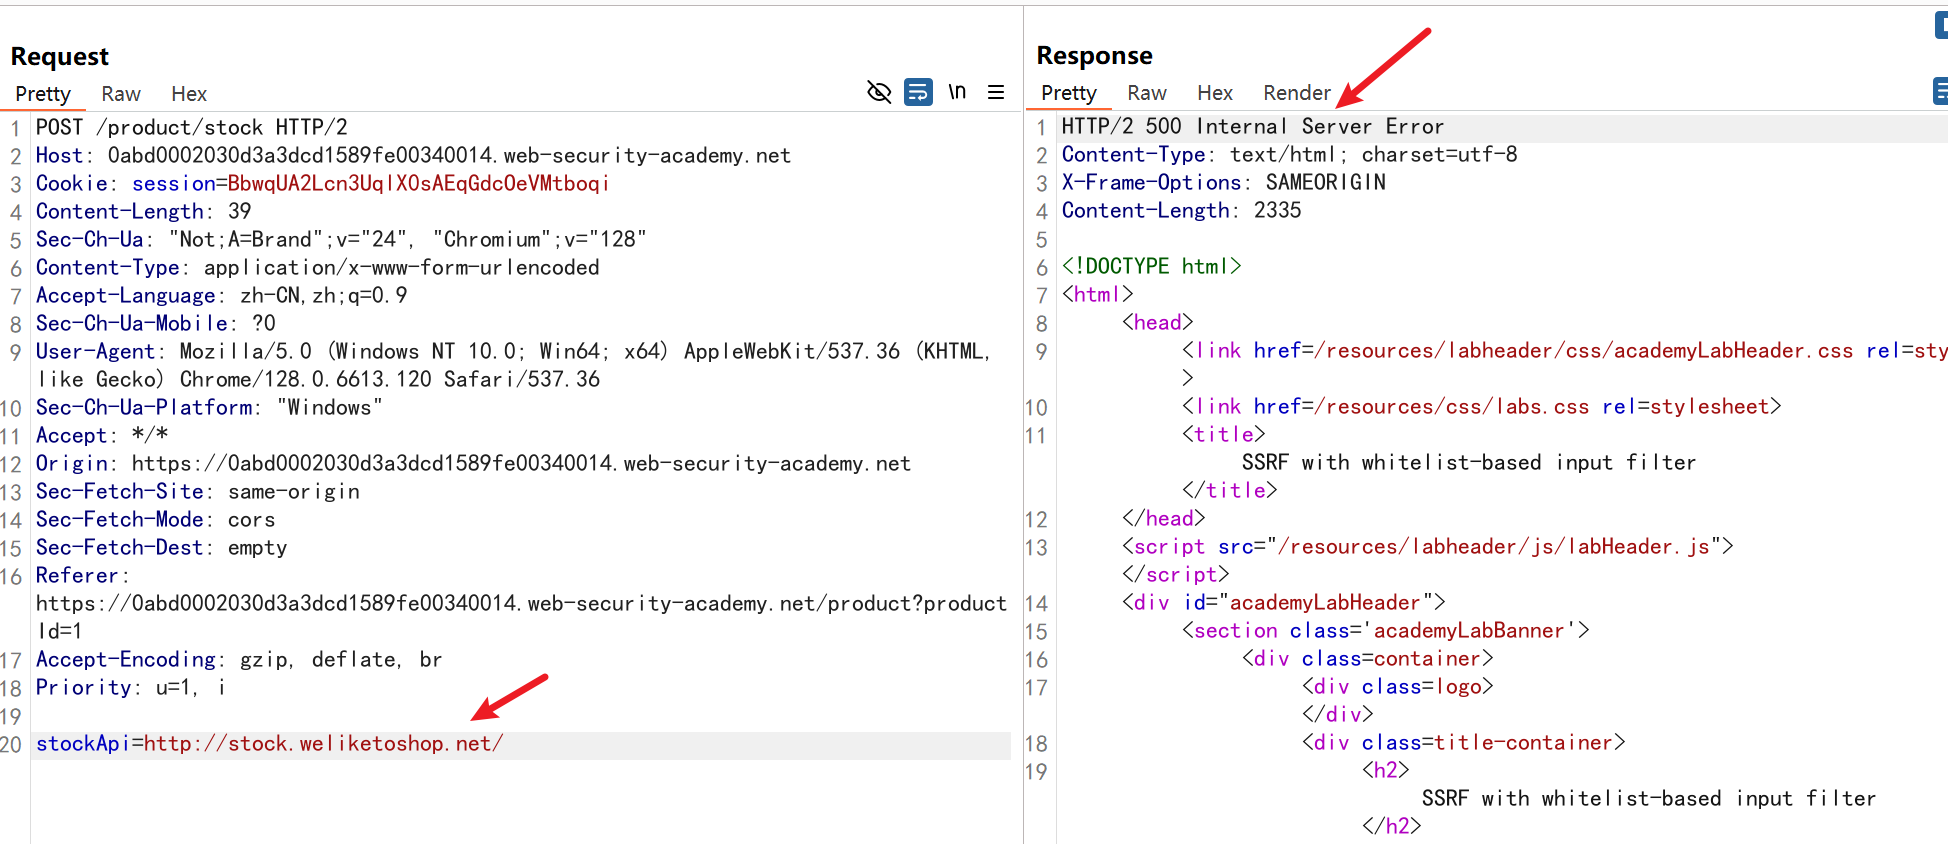 Request
Pretty Raw Hex
\n
1 POST /product/stock HTTP/2
2 Host: 0abd0002030d3a3dcd1589fe00340014.web-security-academy.net
3 Cookie: session=BbwqUA2Lcn3UqlX0sAEqGdcOeVMtboqi
4 Content-Length: 39
5 Sec-Ch-Ua: "Not;A=Brand";v="24", "Chromium";v="128"
6 Content-Type: application/x-www-form-urlencoded
7 Accept-Language: zh-CN,zh;q=0.9
8 Sec-Ch-Ua-Mobile: ?0
9 User-Agent: Mozilla/5.0 (Windows NT 10.0; Win64; x64) AppleWebKit/537.36 (KHTML,
like Gecko) Chrome/128.0.6613.120 Safari/537.36
10 Sec-Ch-Ua-Platform: "Windows"
11 Accept: */*
12 Origin: https://0abd0002030d3a3dcd1589fe00340014.web-security-academy.net
13 Sec-Fetch-Site: same-origin
14 Sec-Fetch-Mode: cors
15 Sec-Fetch-Dest: empty
16 Referer:
https://0abd0002030d3a3dcd1589fe00340014.web-security-academy.net/product?product
Id=1
17 Accept-Encoding: gzip, deflate, br
18 Priority: u=1, i
19
20 stockApi=http://stock.weliketoshop.net/
Response
Pretty Raw Hex Render
1 HTTP/2 500 Internal Server Error
2 Content-Type: text/html; charset=utf-8
3 X-Frame-Options: SAMEORIGIN
4 Content-Length: 2335
5
6 <!DOCTYPE html>
7 <html>
8 <head>
9 <link href=/resources/labheader/css/academyLabHeader.css rel=sty
>
10 <link href=/resources/css/labs.css rel=stylesheet>
11 <title>
SSRF with whitelist-based input filter
</title>
12 </head>
13 <script src="/resources/labheader/js/labHeader.js">
</script>
14 <div id="academyLabHeader">
15 <section class='academyLabBanner'>
16 <div class=container>
17 <div class=logo>
</div>
18 <div class=title-container>
19 <h2>
SSRF with whitelist-based input filter
</h2>